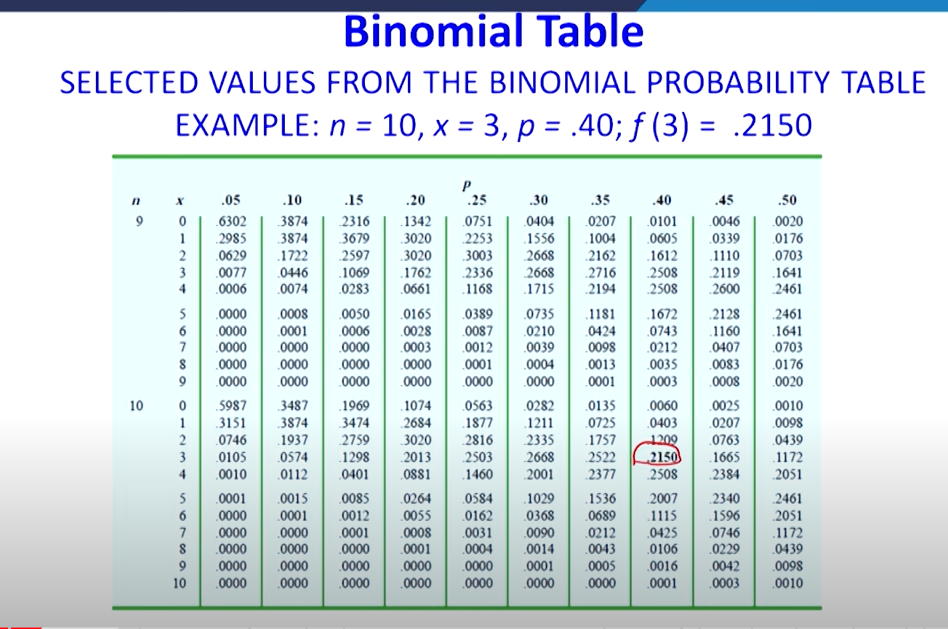 Binomial Table
SELECTED VALUES FROM THE BINOMIAL PROBABILITY TABLE
EXAMPLE: n = 10, x = 3, p = .40; f (3) = .2150
p
n x .05 .10 .15 .20 .25 .30 .35 .40 .45 .50
9 0 .6302 .3874 .2316 .1342 .0751 .0404 .0207 .0101 .0046 .0020
1 .2985 .3874 .3679 .3020 .2253 .1556 .1004 .0605 .0339 .0176
2 .0629 .1722 .2597 .3020 .3003 .2668 .2162 .1612 .1110 .0703
3 .0077 .0446 .1069 .1762 .2336 .2668 .2716 .2508 .2119 .1641
4 .0006 .0074 .0283 .0661 .1168 .1715 .2194 .2508 .2600 .2461
5 .0000 .0008 .0050 .0165 .0389 .0735 .1181 .1672 .2128 .2461
6 .0000 .0001 .0006 .0028 .0087 .0210 .0424 .0743 .1160 .1641
7 .0000 .0000 .0000 .0003 .0012 .0039 .0098 .0212 .0407 .0703
8 .0000 .0000 .0000 .0000 .0001 .0004 .0013 .0035 .0083 .0176
9 .0000 .0000 .0000 .0000 .0000 .0000 .0001 .0003 .0008 .0020
10 0 .5987 .3487 .1969 .1074 .0563 .0282 .0135 .0060 .0025 .0010
1 .3151 .3874 .3474 .2684 .1877 .1211 .0725 .0403 .0207 .0098
2 .0746 .1937 .2759 .3020 .2816 .2335 .1757 .1209 .0763 .0439
3 .0105 .0574 .1298 .2013 .2503 .2668 .2522 .2150 .1665 .1172
4 .0010 .0112 .0401 .0881 .1460 .2001 .2377 .2508 .2384 .2051
5 .0001 .0015 .0085 .0264 .0584 .1029 .1536 .2007 .2340 .2461
6 .0000 .0001 .0012 .0055 .0162 .0368 .0689 .1115 .1596 .2051
7 .0000 .0000 .0001 .0008 .0031 .0090 .0212 .0425 .0746 .1172
8 .0000 .0000 .0000 .0001 .0004 .0014 .0043 .0106 .0229 .0439
9 .0000 .0000 .0000 .0000 .0000 .0001 .0005 .0016 .0042 .0098
10 .0000 .0000 .0000 .0000 .0000 .0000 .0000 .0001 .0003 .0010